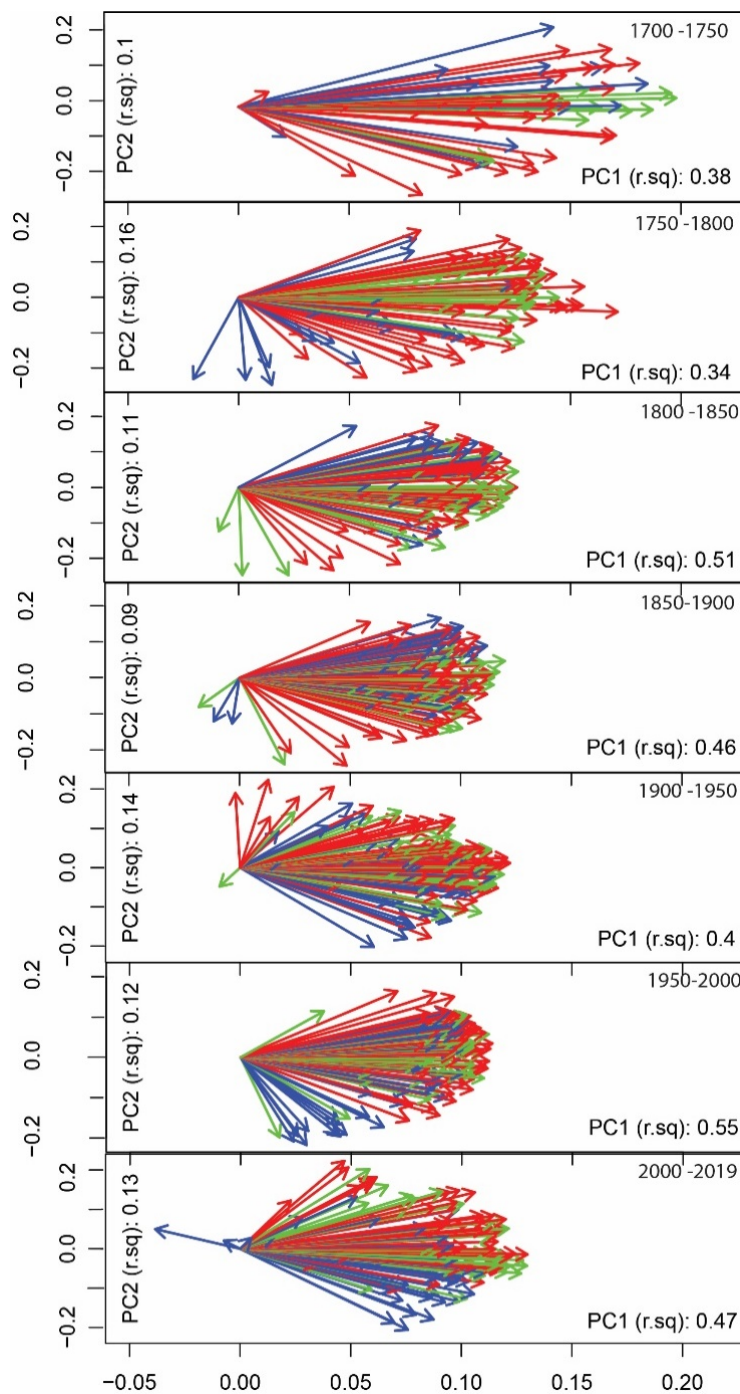 0.2
0.0
−0.2
PC2 (r.sq): 0.1
1700 -1750
PC1 (r.sq): 0.38
0.2
0.0
−0.2
PC2 (r.sq): 0.16
1750 -1800
PC1 (r.sq): 0.34
0.2
0.0
−0.2
PC2 (r.sq): 0.11
1800 -1850
PC1 (r.sq): 0.51
0.2
0.0
−0.2
PC2 (r.sq): 0.09
1850-1900
PC1 (r.sq): 0.46
0.2
0.0
−0.2
PC2 (r.sq): 0.14
1900 -1950
PC1 (r.sq): 0.4
0.2
0.0
−0.2
PC2 (r.sq): 0.12
1950-2000
PC1 (r.sq): 0.55
0.2
0.0
−0.2
PC2 (r.sq): 0.13
2000 -2019
PC1 (r.sq): 0.47
−0.05 0.00 0.05 0.10 0.15 0.20